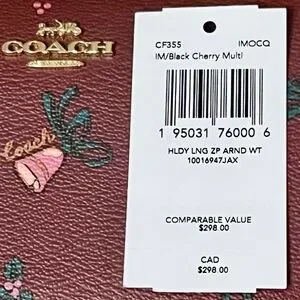 COACH
Coach
CF355 IMOCQ
IM/Black Cherry Multi
1 95031 76000 6
HLDY LNG ZP ARND WT
10016947JAX
COMPARABLE VALUE
$298.00
CAD
$298.00